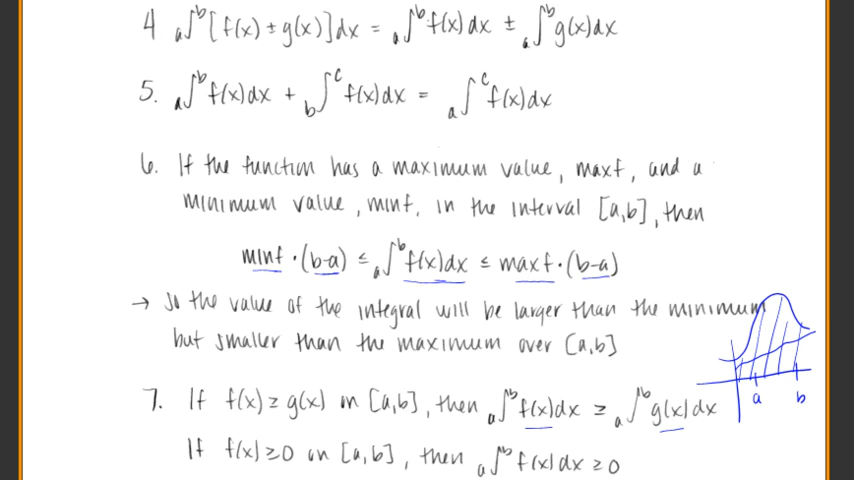 4 a∫b [f(x) ± g(x)]dx = a∫b f(x)dx ± a∫b g(x)dx
5. a∫b f(x)dx + b∫c f(x)dx = a∫c f(x)dx
6. If the function has a maximum value, maxf, and a
minimum value, minf, in the interval [a,b], then
minf · (b-a) ≤ a∫b f(x)dx ≤ maxf · (b-a)
→ so the value of the integral will be larger than the minimum
but smaller than the maximum over [a,b]
a b
7. If f(x) ≥ g(x) on [a,b], then a∫b f(x)dx ≥ a∫b g(x)dx
If f(x) ≥ 0 on [a,b], then a∫b f(x)dx ≥ 0